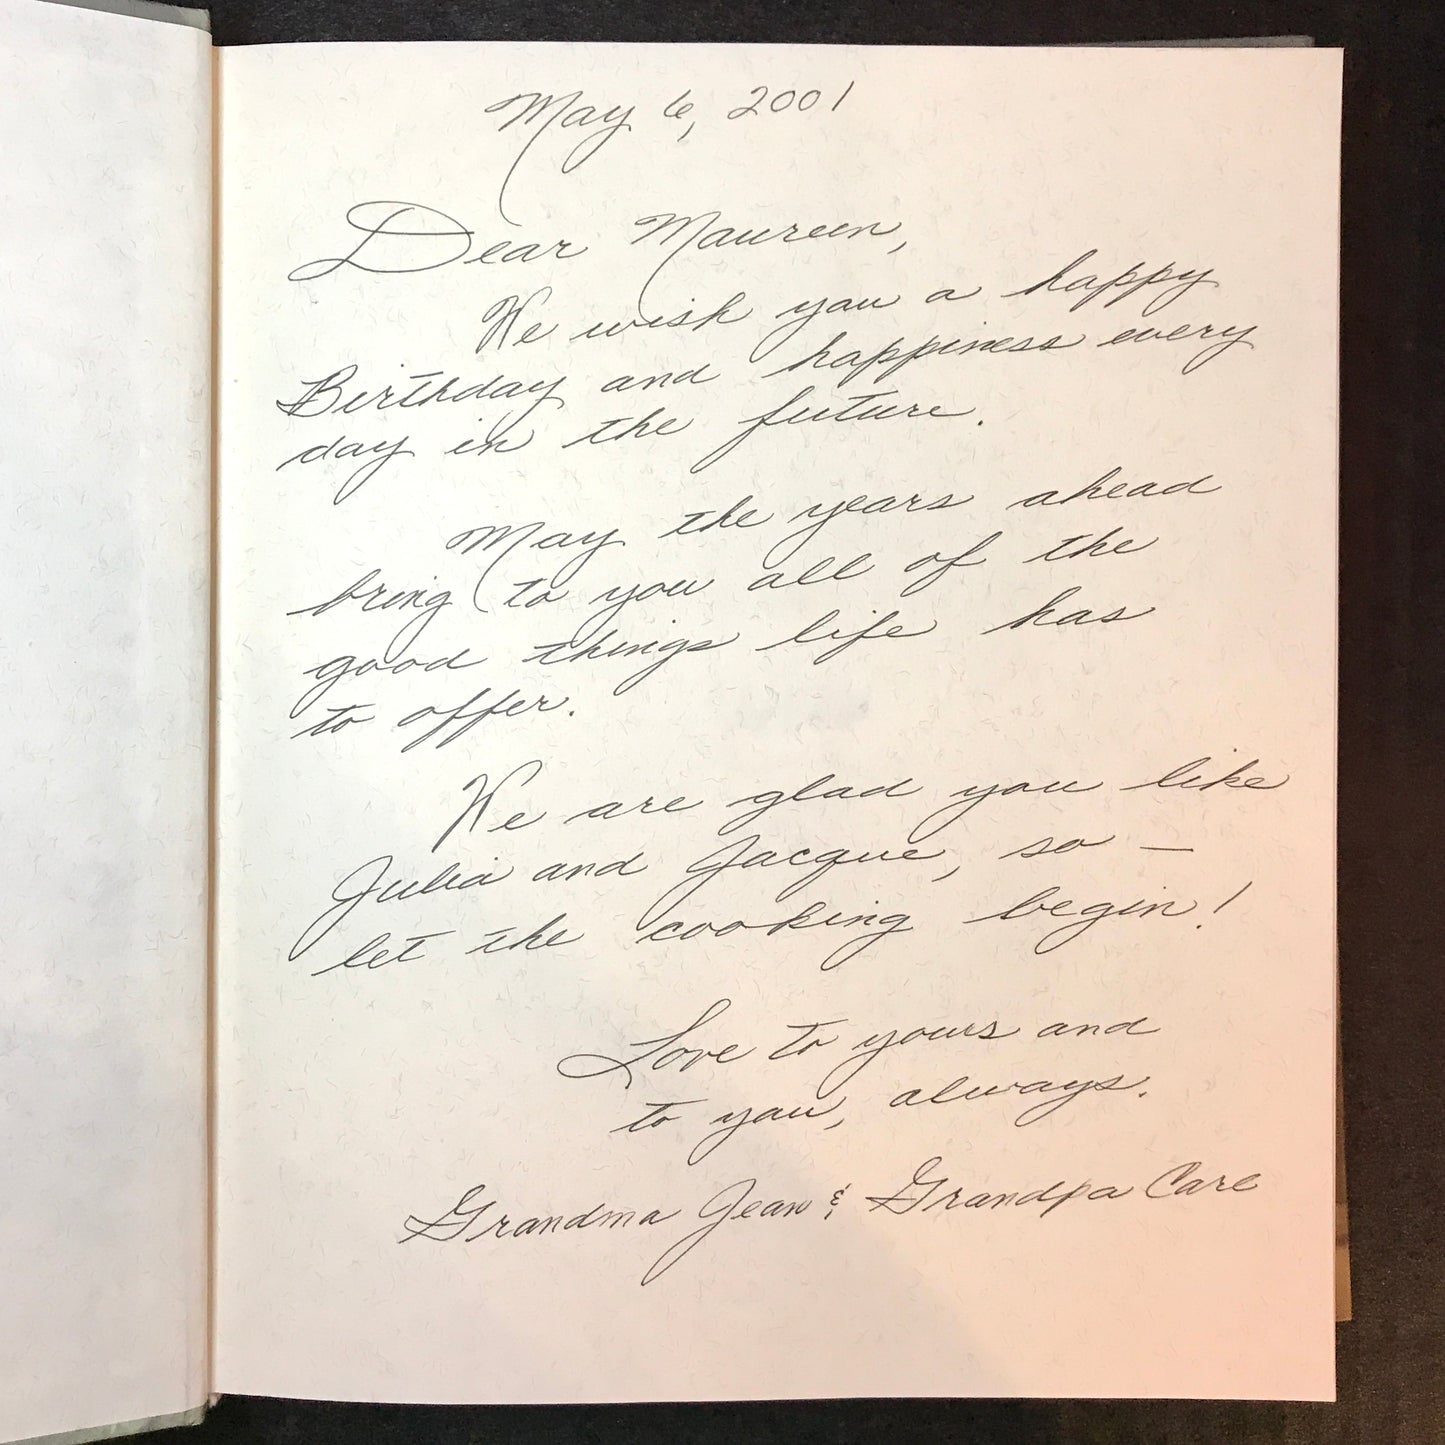 May 6, 2001
Dear Maureen,
We wish you a happy
Birthday and happiness every
day in the future.
May the years ahead
bring to you all of the
good things life has
to offer.
We are glad you like
Julia and Jacque, so —
let the cooking begin!
Love to yours and
to you, always.
Grandma Jean & Grandpa Care